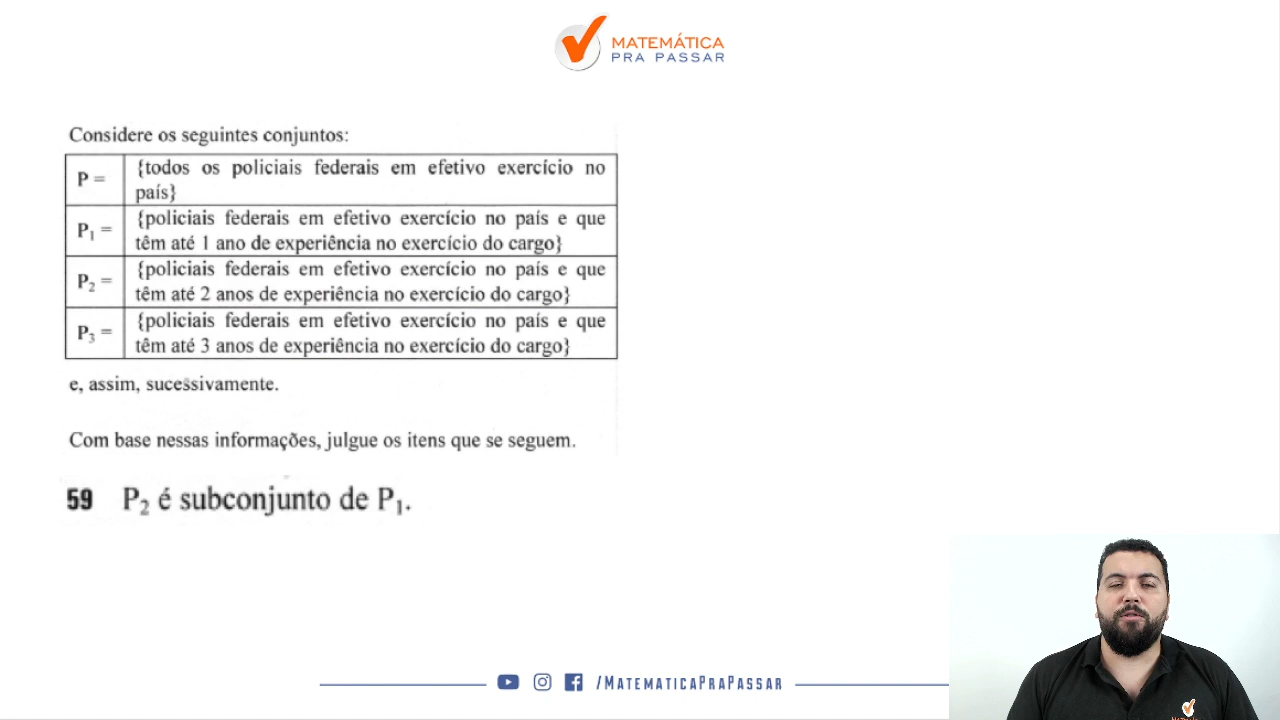 MATEMÁTICA
PRA PASSAR
Considere os seguintes conjuntos:
P = {todos os policiais federais em efetivo exercício no
país}
P₁ = {policiais federais em efetivo exercício no país e que
têm até 1 ano de experiência no exercício do cargo}
P₂ = {policiais federais em efetivo exercício no país e que
têm até 2 anos de experiência no exercício do cargo}
P₃ = {policiais federais em efetivo exercício no país e que
têm até 3 anos de experiência no exercício do cargo}
e, assim, sucessivamente.
Com base nessas informações, julgue os itens que se seguem.
59 P₂ é subconjunto de P₁.
/MATEMATICAPRAPASSAR